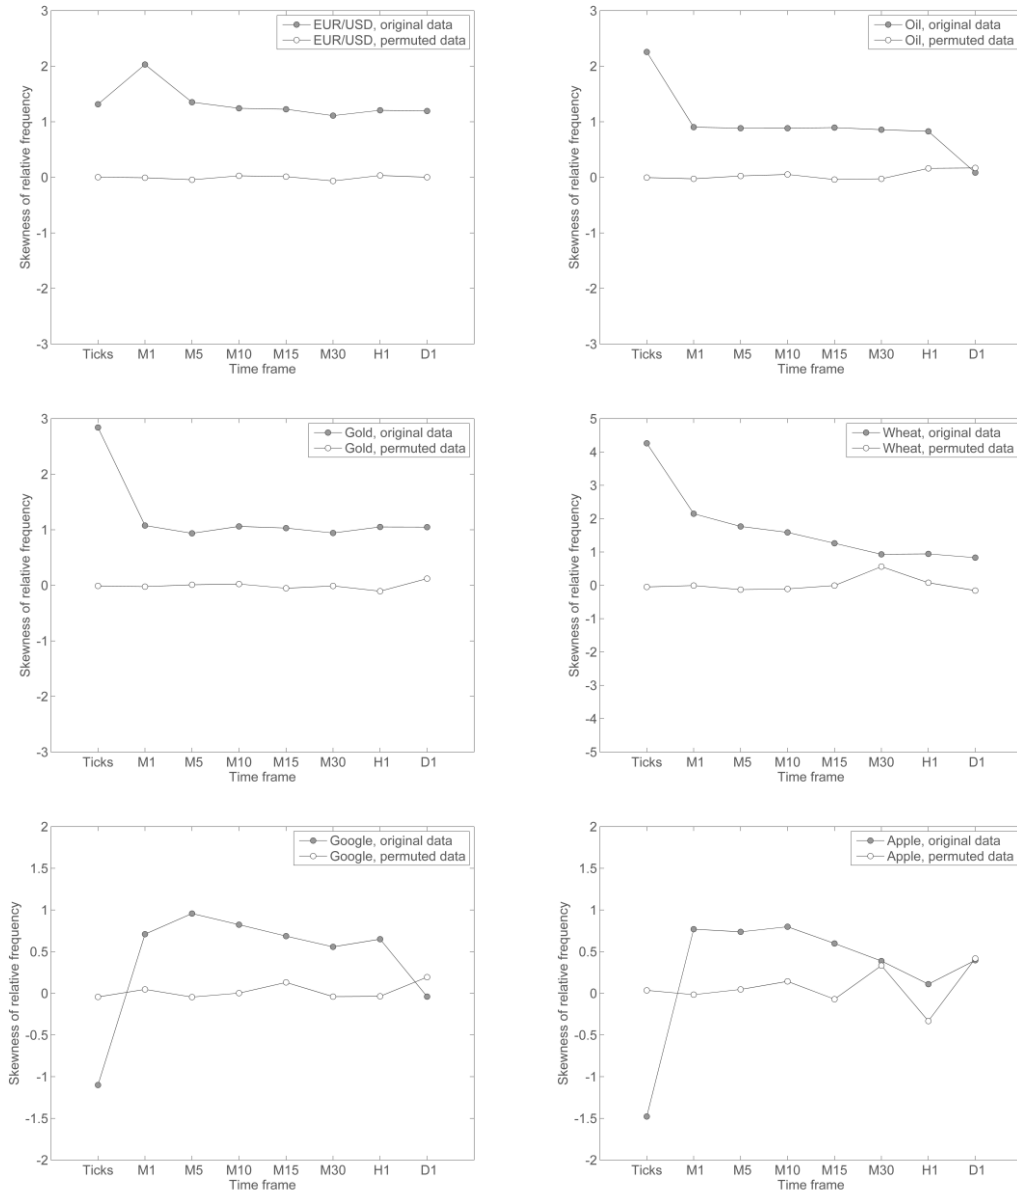 EUR/USD, original data
EUR/USD, permuted data
Skewness of relative frequency
3
2
1
0
-1
-2
-3
Ticks M1 M5 M10 M15 M30 H1 D1
Time frame
Oil, original data
Oil, permuted data
Skewness of relative frequency
3
2
1
0
-1
-2
-3
Ticks M1 M5 M10 M15 M30 H1 D1
Time frame
Gold, original data
Gold, permuted data
Skewness of relative frequency
3
2
1
0
-1
-2
-3
Ticks M1 M5 M10 M15 M30 H1 D1
Time frame
Wheat, original data
Wheat, permuted data
Skewness of relative frequency
5
4
3
2
1
0
-1
-2
-3
-4
-5
Ticks M1 M5 M10 M15 M30 H1 D1
Time frame
Google, original data
Google, permuted data
Skewness of relative frequency
2
1.5
1
0.5
0
-0.5
-1
-1.5
-2
Ticks M1 M5 M10 M15 M30 H1 D1
Time frame
Apple, original data
Apple, permuted data
Skewness of relative frequency
2
1.5
1
0.5
0
-0.5
-1
-1.5
-2
Ticks M1 M5 M10 M15 M30 H1 D1
Time frame